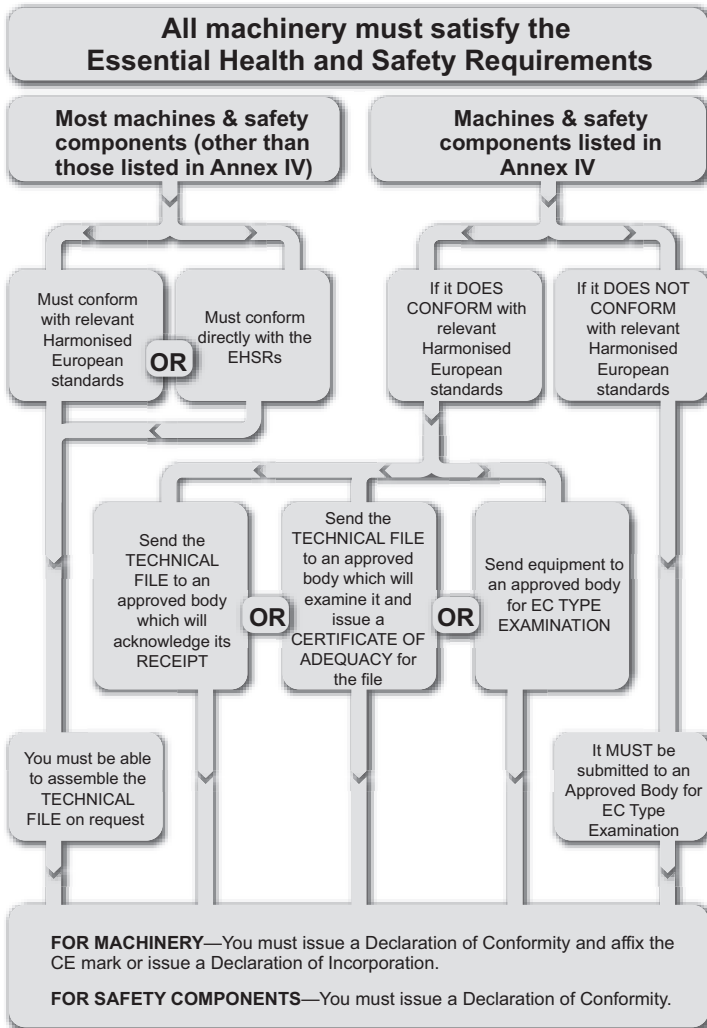 All machinery must satisfy the
Essential Health and Safety Requirements
Most machines & safety
components (other than
those listed in Annex IV)
Machines & safety
components listed in
Annex IV
Must conform
with relevant
Harmonised
European
standards
OR
Must conform
directly with the
EHSRs
If it DOES
CONFORM with
relevant
Harmonised
European
standards
If it DOES NOT
CONFORM
with relevant
Harmonised
European
standards
Send the
TECHNICAL
FILE to an
approved body
which will
acknowledge its
RECEIPT
OR
Send the
TECHNICAL FILE
to an approved
body which will
examine it and
issue a
CERTIFICATE OF
ADEQUACY for
the file
OR
Send equipment to
an approved body
for EC TYPE
EXAMINATION
You must be able
to assemble the
TECHNICAL
FILE on request
It MUST be
submitted to an
Approved Body for
EC Type
Examination
FOR MACHINERY—You must issue a Declaration of Conformity and affix the
CE mark or issue a Declaration of Incorporation.
FOR SAFETY COMPONENTS—You must issue a Declaration of Conformity.